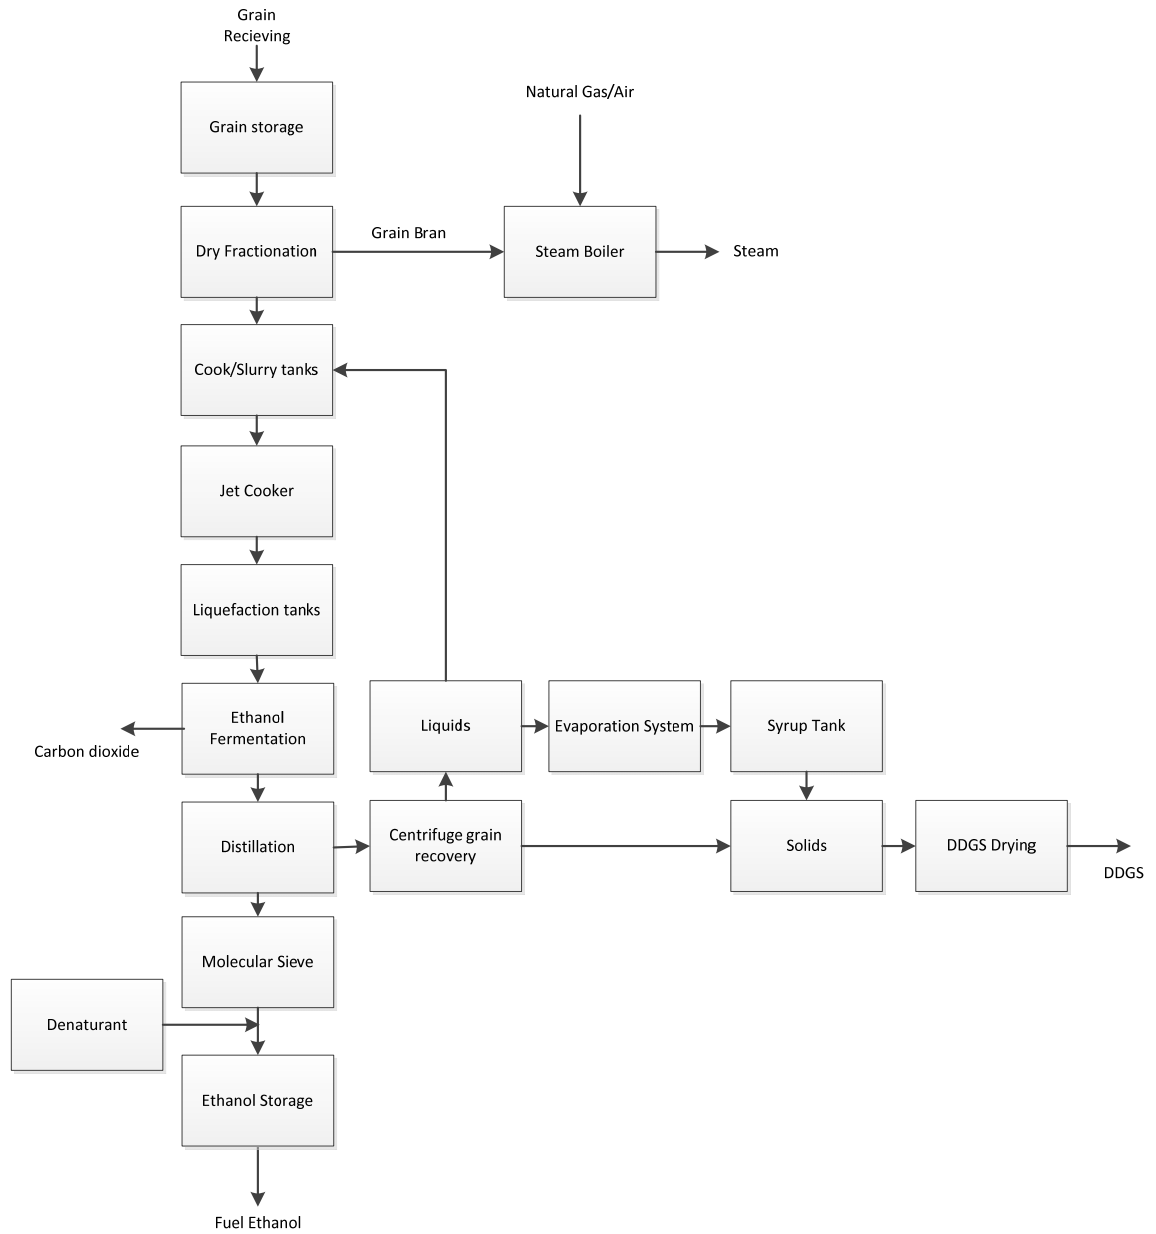 Grain
Recieving
Natural Gas/Air
Grain storage
Grain Bran
Dry Fractionation
Steam Boiler
Steam
Cook/Slurry tanks
Jet Cooker
Liquefaction tanks
Ethanol
Fermentation
Carbon dioxide
Liquids
Evaporation System
Syrup Tank
Distillation
Centrifuge grain
recovery
Solids
DDGS Drying
DDGS
Molecular Sieve
Denaturant
Ethanol Storage
Fuel Ethanol